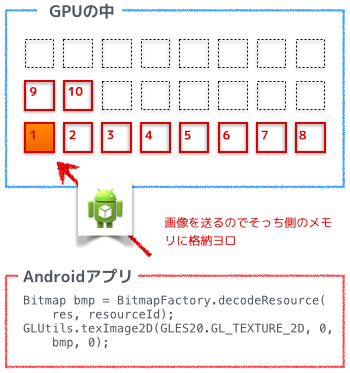 GPUの中
9 10
1 2 3 4 5 6 7 8
画像を送るのでそっち側のメモ
リに格納ヨロ
Androidアプリ
Bitmap bmp = BitmapFactory.decodeResource(
res, resourceId);
GLUtils.texImage2D(GLES20.GL_TEXTURE_2D, 0,
bmp, 0);